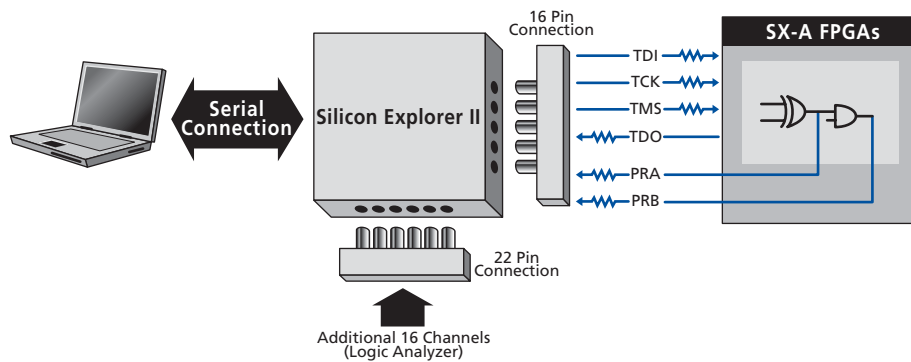 16 Pin
Connection
SX-A FPGAs
TDI
TCK
TMS
TDO
PRA
PRB
Serial
Connection
Silicon Explorer II
22 Pin
Connection
Additional 16 Channels
(Logic Analyzer)